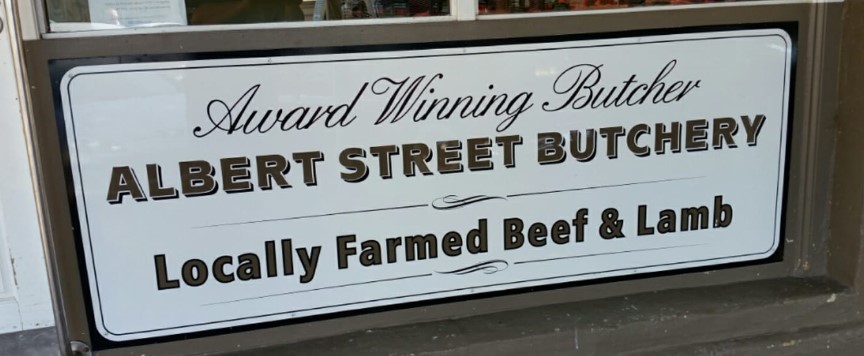 Award Winning Butcher
ALBERT STREET BUTCHERY
Locally Farmed Beef & Lamb